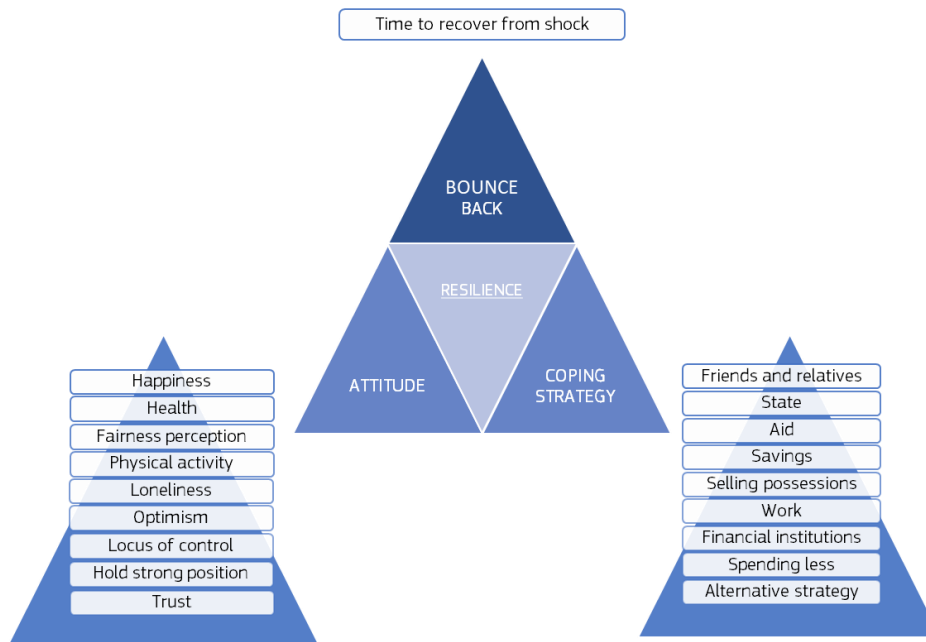 Time to recover from shock
BOUNCE
BACK
RESILIENCE
ATTITUDE
COPING
STRATEGY
Happiness
Health
Fairness perception
Physical activity
Loneliness
Optimism
Locus of control
Hold strong position
Trust
Friends and relatives
State
Aid
Savings
Selling possessions
Work
Financial institutions
Spending less
Alternative strategy